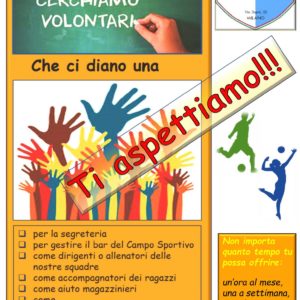 CERCHIAMO
VOLONTARI
MILANO
Che ci diano una
Ti aspettiamo!!!
per la segreteria
per gestire il bar del Campo Sportivo
come dirigenti o allenatori delle
nostre squadre
come accompagnatori dei ragazzi
come aiuto magazzinieri
come
Non importa
quanto tempo tu
possa offrire:
un'ora al mese,
una a settimana,